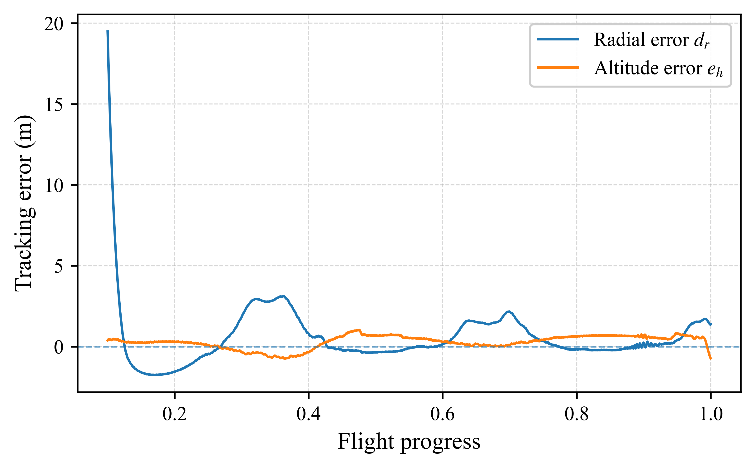 Radial error d_r
Altitude error e_h
Tracking error (m)
20
15
10
5
0
0.2 0.4 0.6 0.8 1.0
Flight progress